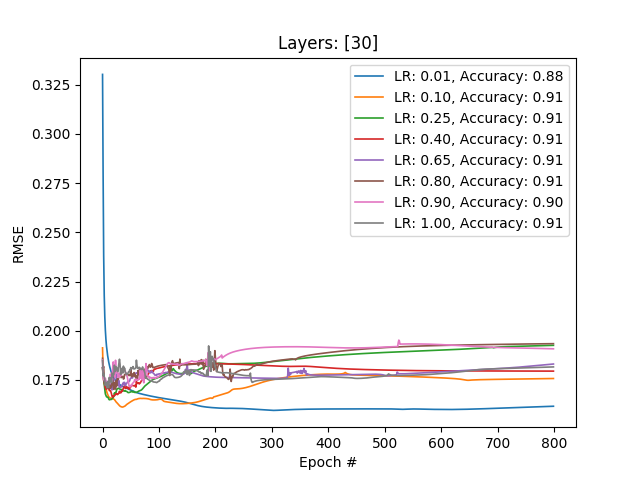 Layers: [30]
LR: 0.01, Accuracy: 0.88
LR: 0.10, Accuracy: 0.91
LR: 0.25, Accuracy: 0.91
LR: 0.40, Accuracy: 0.91
LR: 0.65, Accuracy: 0.91
LR: 0.80, Accuracy: 0.91
LR: 0.90, Accuracy: 0.90
LR: 1.00, Accuracy: 0.91
RMSE
0.325
0.300
0.275
0.250
0.225
0.200
0.175
0 100 200 300 400 500 600 700 800
Epoch #